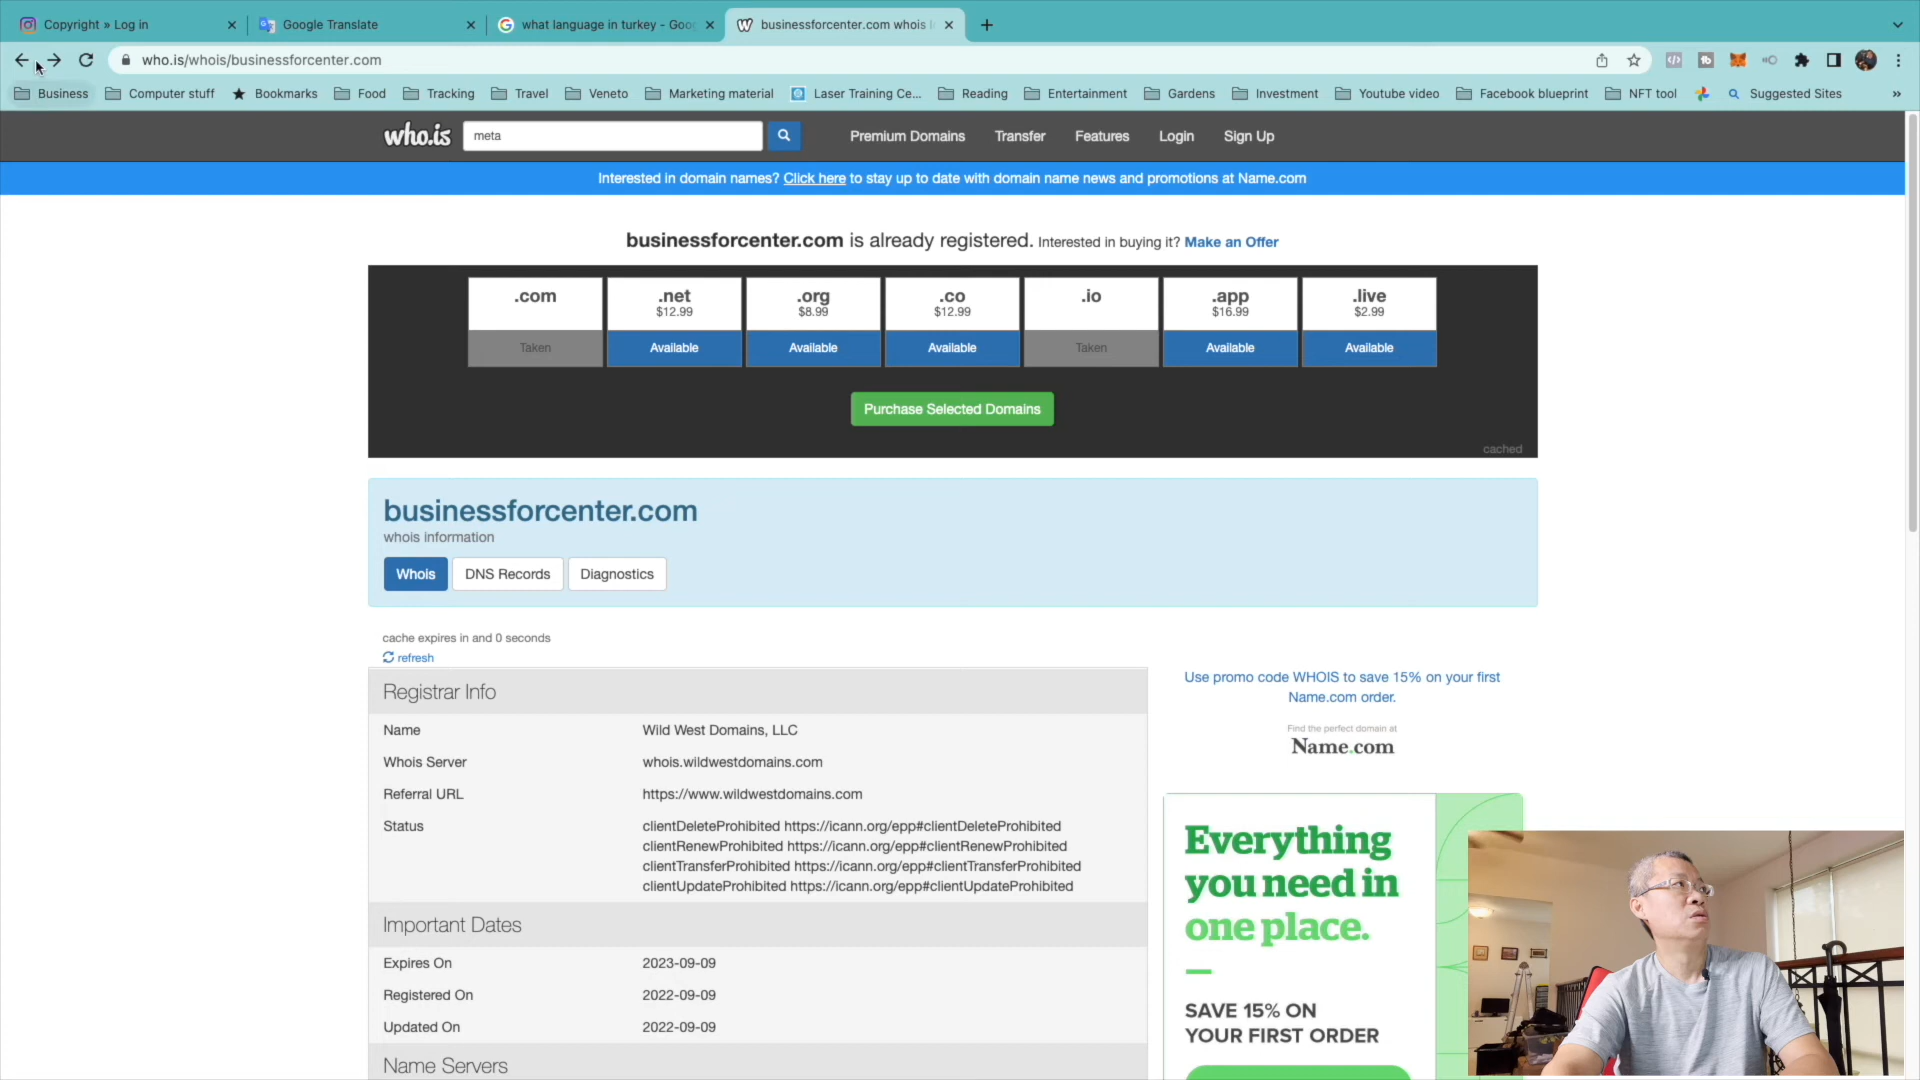 Copyright » Log in
Google Translate
what language in turkey - Goo
businessforcenter.com whois
who.is/whois/businessforcenter.com
Business
Computer stuff
Bookmarks
Food
Tracking
Travel
Veneto
Marketing material
Laser Training Ce...
Reading
Entertainment
Gardens
Investment
Youtube video
Facebook blueprint
NFT tool
Suggested Sites
»
who.is
meta
Premium Domains
Transfer
Features
Login
Sign Up
Interested in domain names? Click here to stay up to date with domain name news and promotions at Name.com
businessforcenter.com is already registered. Interested in buying it? Make an Offer
.com
.net
.org
.co
.io
.app
.live
$12.99
$8.99
$12.99
$16.99
$2.99
Taken
Available
Available
Available
Taken
Available
Available
Purchase Selected Domains
cached
businessforcenter.com
whois information
Whois
DNS Records
Diagnostics
cache expires in and 0 seconds
refresh
Registrar Info
Name Wild West Domains, LLC
Whois Server whois.wildwestdomains.com
Referral URL https://www.wildwestdomains.com
Status clientDeleteProhibited https://icann.org/epp#clientDeleteProhibited
clientRenewProhibited https://icann.org/epp#clientRenewProhibited
clientTransferProhibited https://icann.org/epp#clientTransferProhibited
clientUpdateProhibited https://icann.org/epp#clientUpdateProhibited
Important Dates
Expires On 2023-09-09
Registered On 2022-09-09
Updated On 2022-09-09
Name Servers
Use promo code WHOIS to save 15% on your first
Name.com order.
Find the perfect domain at
Name.com
Everything
you need in
one place.
SAVE 15% ON
YOUR FIRST ORDER